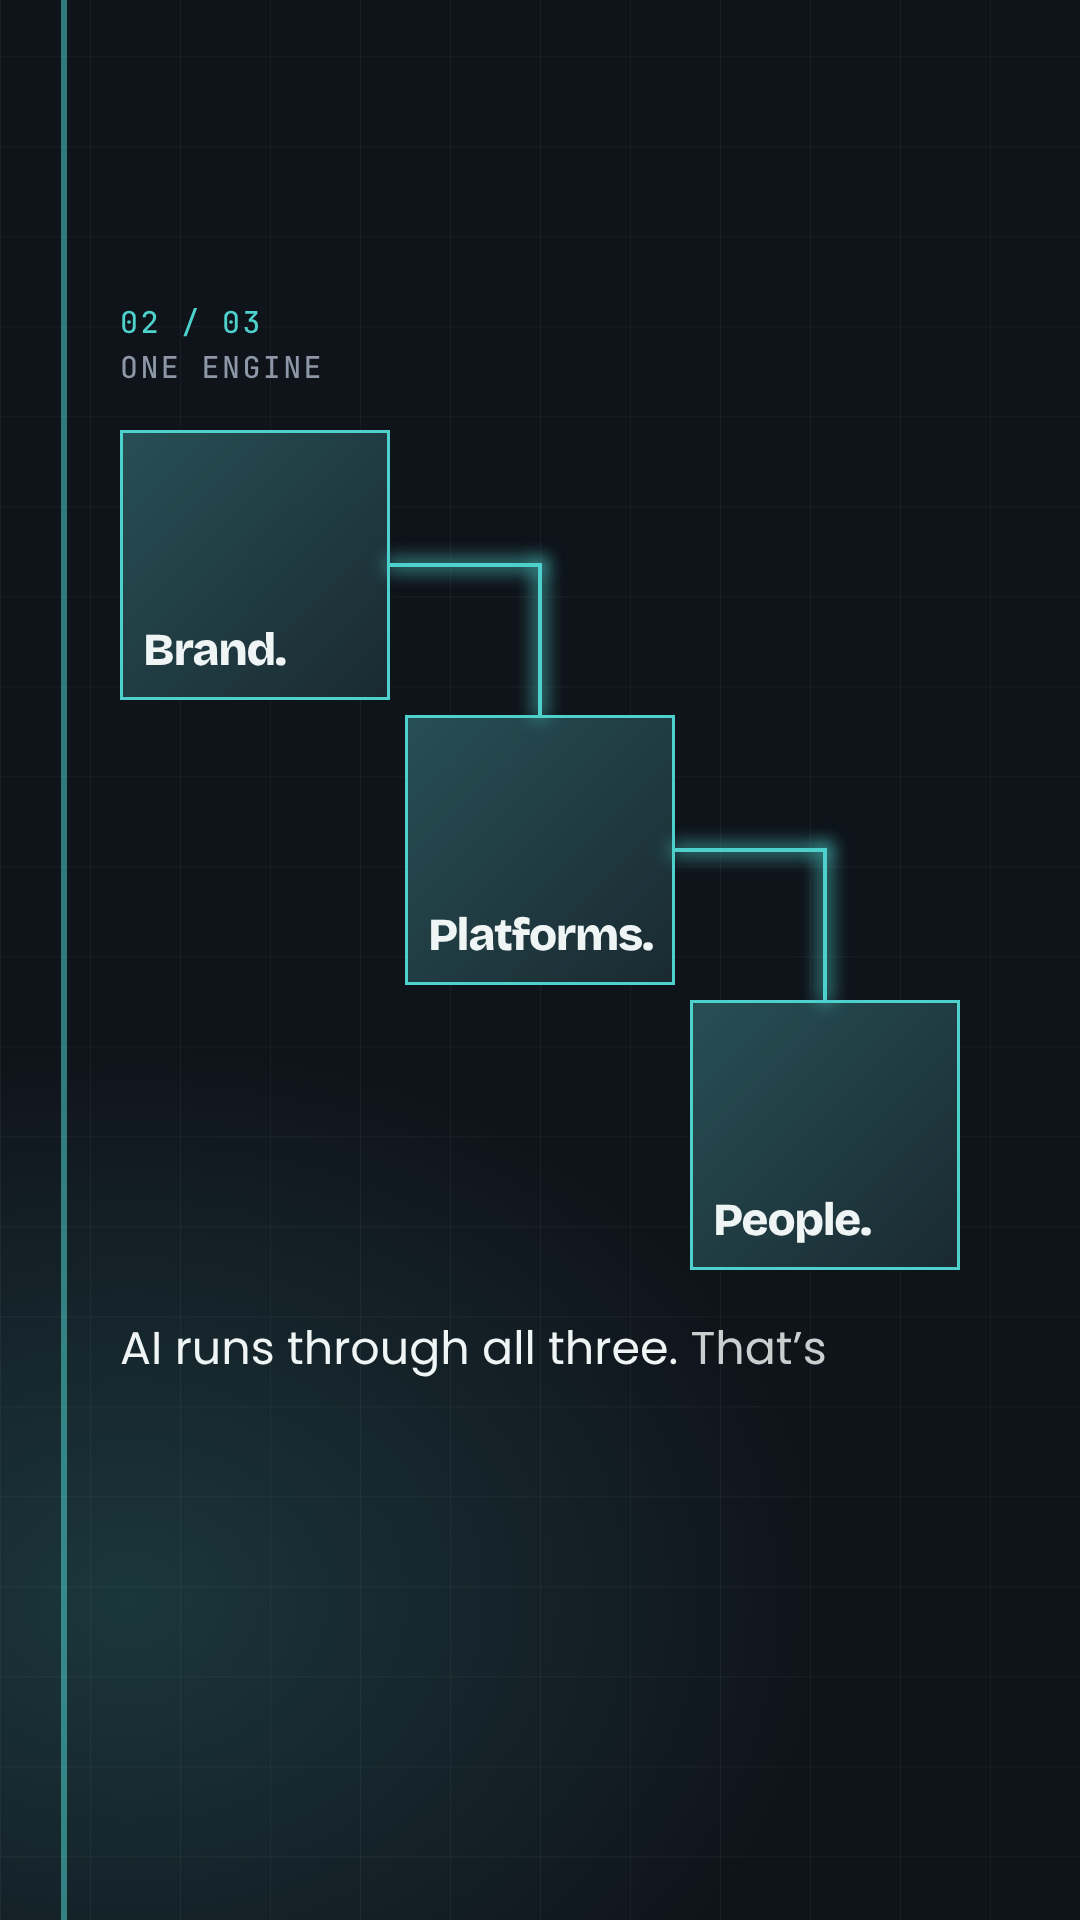 02 / 03
ONE ENGINE
Brand.
Platforms.
People.
AI runs through all three. That’s